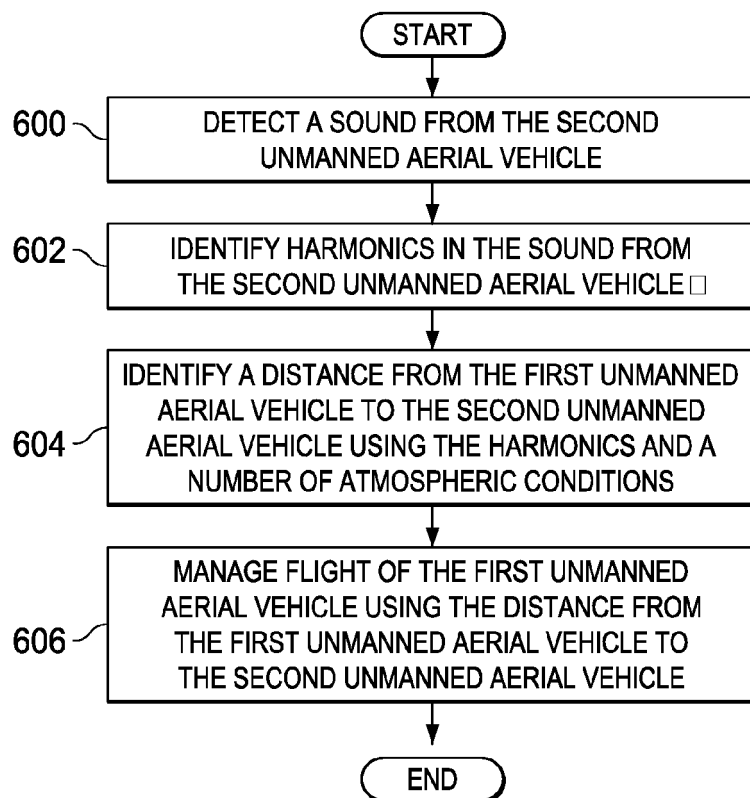 START
600
DETECT A SOUND FROM THE SECOND
UNMANNED AERIAL VEHICLE
602
IDENTIFY HARMONICS IN THE SOUND FROM
THE SECOND UNMANNED AERIAL VEHICLE □
604
IDENTIFY A DISTANCE FROM THE FIRST UNMANNED
AERIAL VEHICLE TO THE SECOND UNMANNED
AERIAL VEHICLE USING THE HARMONICS AND A
NUMBER OF ATMOSPHERIC CONDITIONS
606
MANAGE FLIGHT OF THE FIRST UNMANNED
AERIAL VEHICLE USING THE DISTANCE FROM
THE FIRST UNMANNED AERIAL VEHICLE TO
THE SECOND UNMANNED AERIAL VEHICLE
END